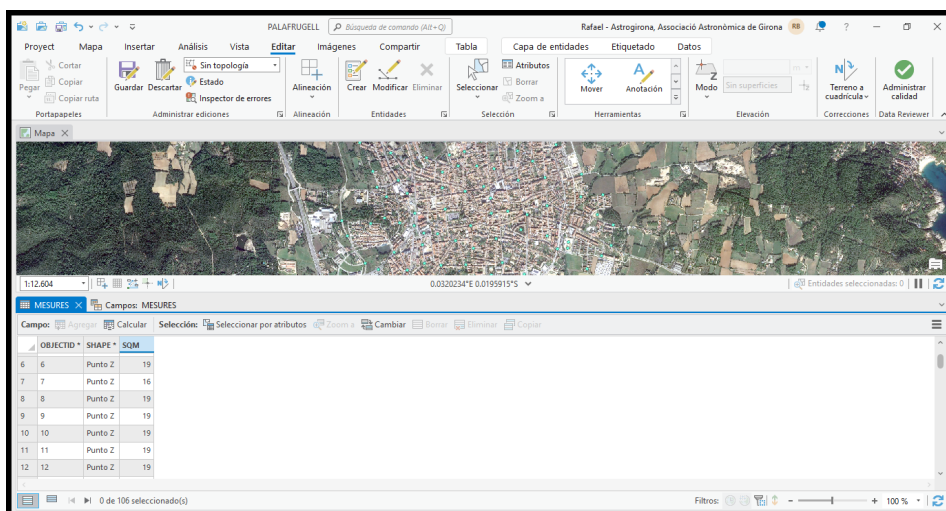 PALAFRUGELL
Búsqueda de comando (Alt+Q)
Rafael - Astrogirona, Associació Astronòmica de Girona
RB
?
Proyect Mapa Insertar Análisis Vista Editar Imágenes Compartir Tabla Capa de entidades Etiquetado Datos
Pegar
Cortar
Copiar
Copiar ruta
Portapapeles
Guardar Descartar
Sin topología
Estado
Inspector de errores
Administrar ediciones
Alineación
Alineación
Crear Modificar Eliminar
Entidades
Seleccionar
Atributos
Borrar
Zoom a
Selección
Mover
Anotación
Herramientas
Modo
Sin superficies
m
Elevación
Terreno a cuadrícula
Correcciones
Administrar calidad
Data Reviewer
Mapa
1:12.604
0.0320234°E 0.0195915°S
Entidades seleccionadas: 0
MESURES
Campos: MESURES
Campo: Agregar Calcular Selección: Seleccionar por atributos Zoom a Cambiar Borrar Eliminar Copiar
OBJECTID * SHAPE * SQM
6 6 Punto Z 19
7 7 Punto Z 16
8 8 Punto Z 19
9 9 Punto Z 19
10 10 Punto Z 19
11 11 Punto Z 19
12 12 Punto Z 19
0 de 106 seleccionado(s)
Filtros:
- + 100 %